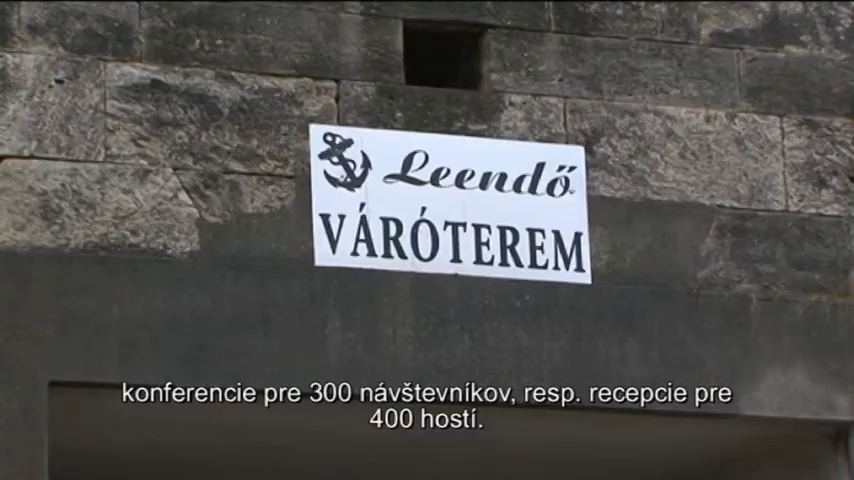 Leendő
VÁRÓTEREM
konferencie pre 300 návštevníkov, resp. recepcie pre
400 hostí.